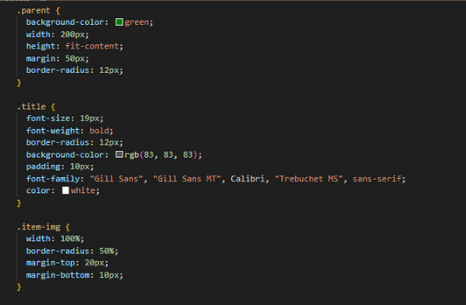 .parent {
background-color: green;
width: 200px;
height: fit-content;
margin: 50px;
border-radius: 12px;
}
.title {
font-size: 19px;
font-weight: bold;
border-radius: 12px;
background-color: rgb(83, 83, 83);
padding: 10px;
font-family: "Gill Sans", "Gill Sans MT", Calibri, "Trebuchet MS", sans-serif;
color: white;
}
.item-img {
width: 100%;
border-radius: 50%;
margin-top: 20px;
margin-bottom: 10px;
}